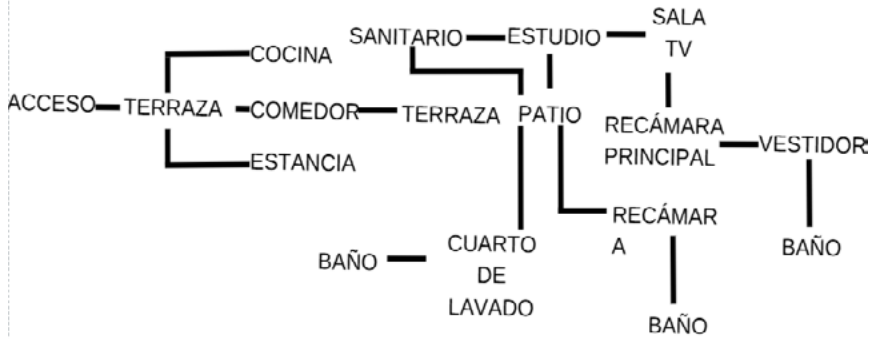 SALA
TV
SANITARIO ESTUDIO
COCINA
ACCESO TERRAZA COMEDOR TERRAZA PATIO
RECÁMARA
PRINCIPAL
VESTIDOR
ESTANCIA
RECÁMAR
A
BAÑO
CUARTO
DE
LAVADO
BAÑO
BAÑO